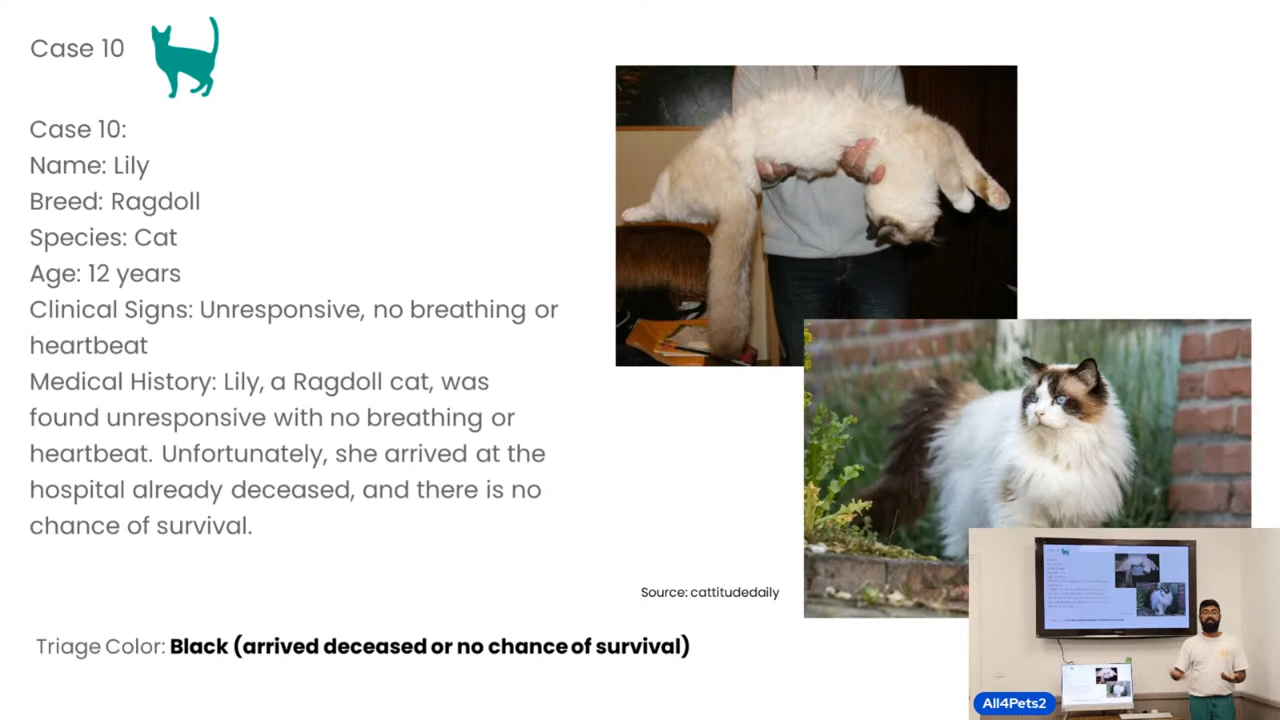 Case 10
Case 10:
Name: Lily
Breed: Ragdoll
Species: Cat
Age: 12 years
Clinical Signs: Unresponsive, no breathing or
heartbeat
Medical History: Lily, a Ragdoll cat, was
found unresponsive with no breathing or
heartbeat. Unfortunately, she arrived at the
hospital already deceased, and there is no
chance of survival.
Source: cattitudedaily
Triage Color: Black (arrived deceased or no chance of survival)
All4Pets2